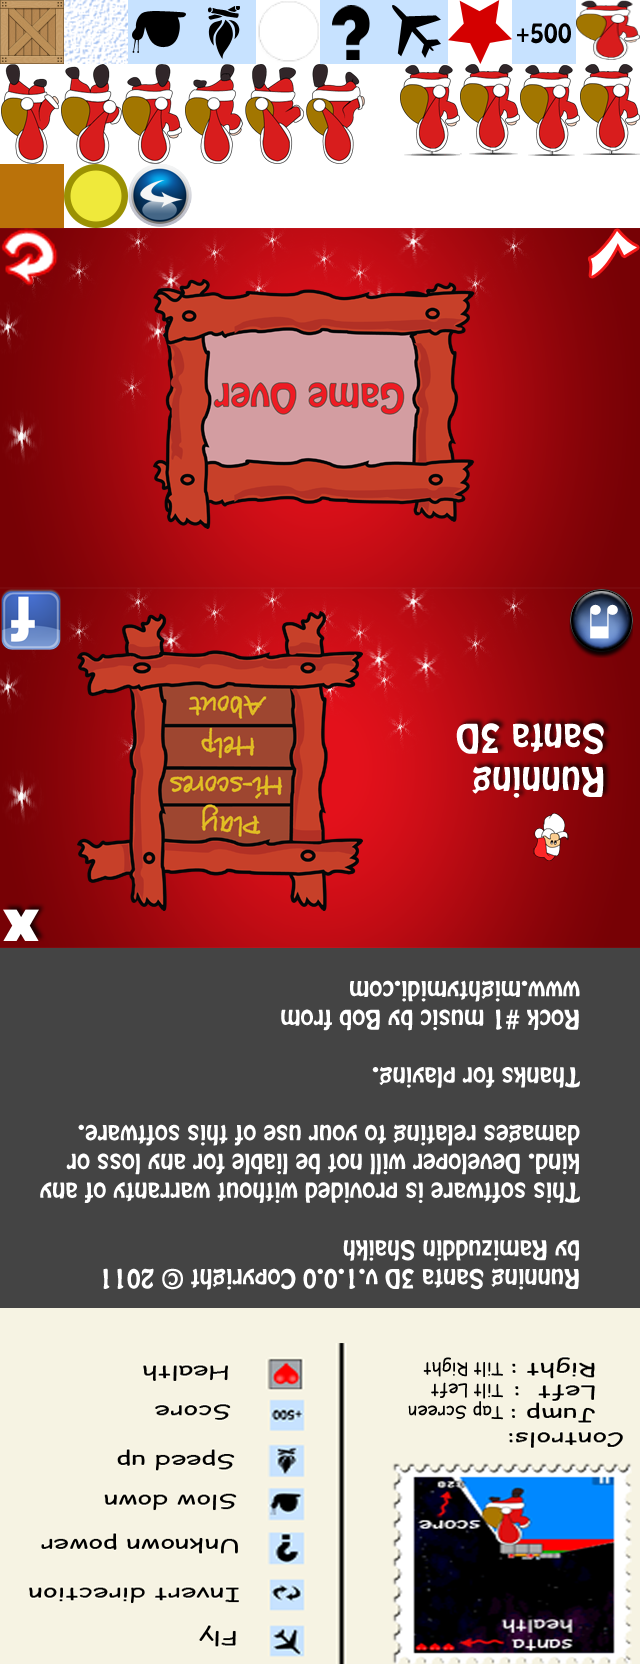 +500
Game Over
Running
Santa 3D
Play
Hi-scores
Help
About
X
Running Santa 3D v.1.0.0 Copyright © 2011
by Ramizuddin Shaikh
This software is provided without warranty of any
kind. Developer will not be liable for any loss or
damages relating to your use of this software.
Thanks for playing.
Rock #1 music by Bob from
www.mightymidi.com
santa
health
score
Controls:
Jump : Tap Screen
Left : Tilt Left
Right : Tilt Right
Fly
Invert direction
Unknown power
Slow down
Speed up
+500
Score
Health